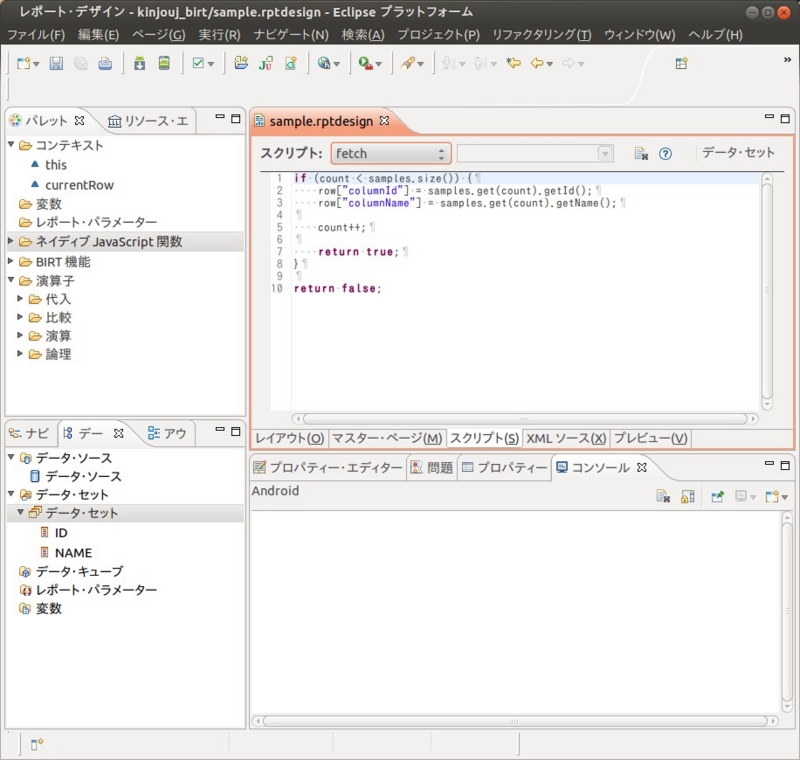 レポート・デザイン - kinjouj_birt/sample.rptdesign - Eclipse プラットフォーム
ファイル(F) 編集(E) ページ(G) 実行(R) ナビゲート(N) 検索(A) プロジェクト(P) リファクタリング(T) ウィンドウ(W) ヘルプ(H)
パレット リソース・エ
コンテキスト
this
currentRow
変数
レポート・パラメーター
ネイディブ JavaScript 関数
BIRT 機能
演算子
代入
比較
演算
論理
sample.rptdesign
スクリプト: fetch データ・セット
1 if (count < samples.size()) {
2 row["columnId"] = samples.get(count).getId();
3 row["columnName"] = samples.get(count).getName();
4
5 count++;
6
7 return true;
8 }
9
10 return false;
レイアウト(O) マスター・ページ(M) スクリプト(S) XML ソース(X) プレビュー(V)
ナビ デー アウ
データ・ソース
データ・ソース
データ・セット
データ・セット
ID
NAME
データ・キューブ
レポート・パラメーター
変数
プロパティー・エディター 問題 プロパティー コンソール
Android